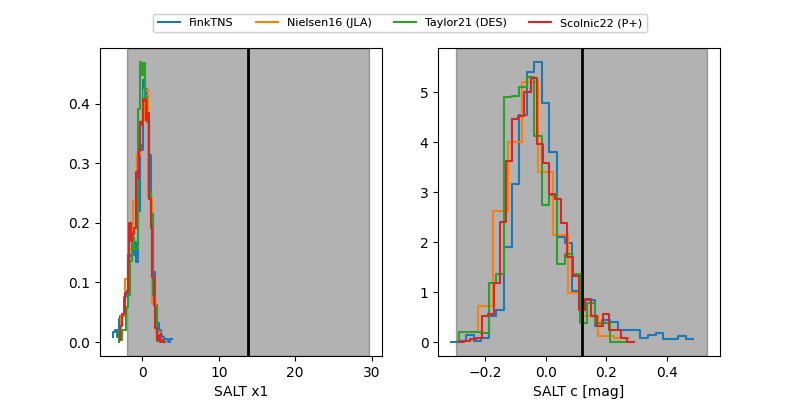 FinkTNS Nielsen16 (JLA) Taylor21 (DES) Scolnic22 (P+)
0.4
0.3
0.2
0.1
0.0
0 10 20 30
SALT x1
5
4
3
2
1
0
−0.2 0.0 0.2 0.4
SALT c [mag]